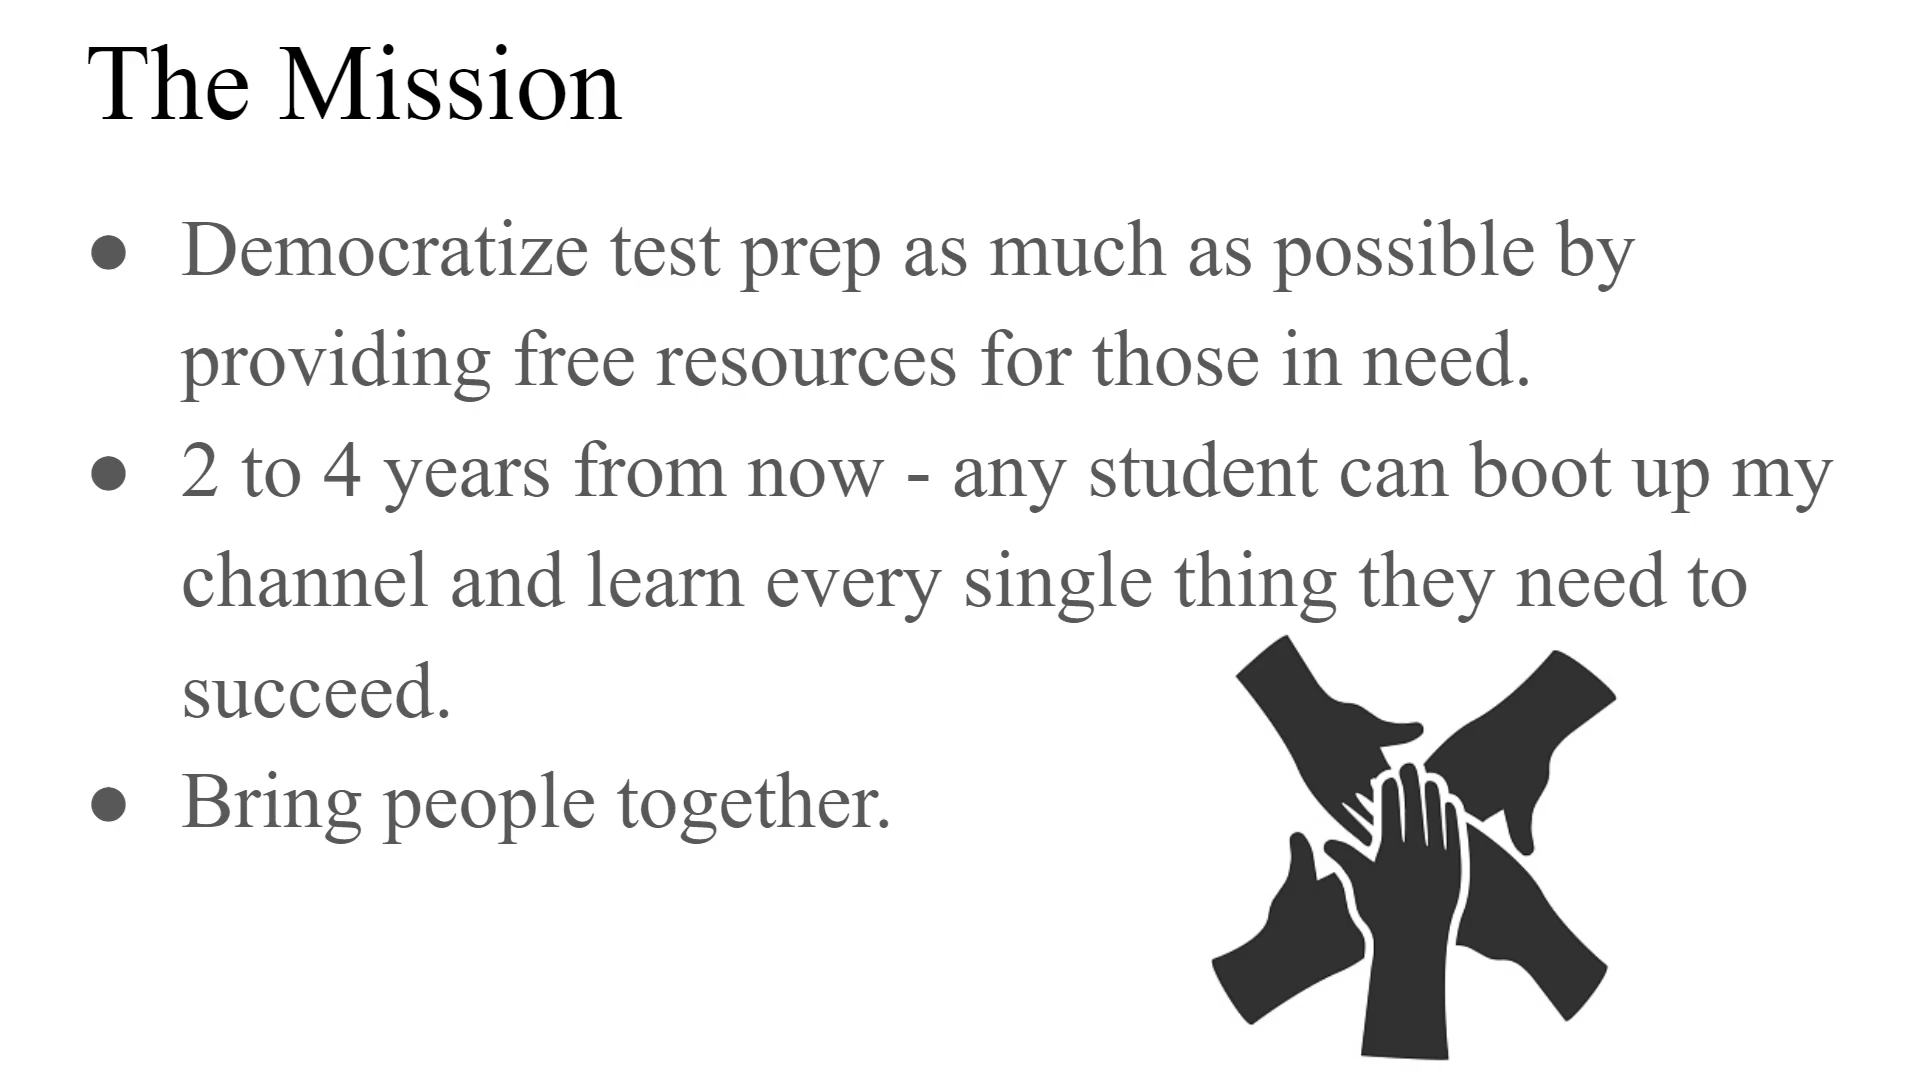 The Mission
● Democratize test prep as much as possible by
providing free resources for those in need.
● 2 to 4 years from now - any student can boot up my
channel and learn every single thing they need to
succeed.
● Bring people together.